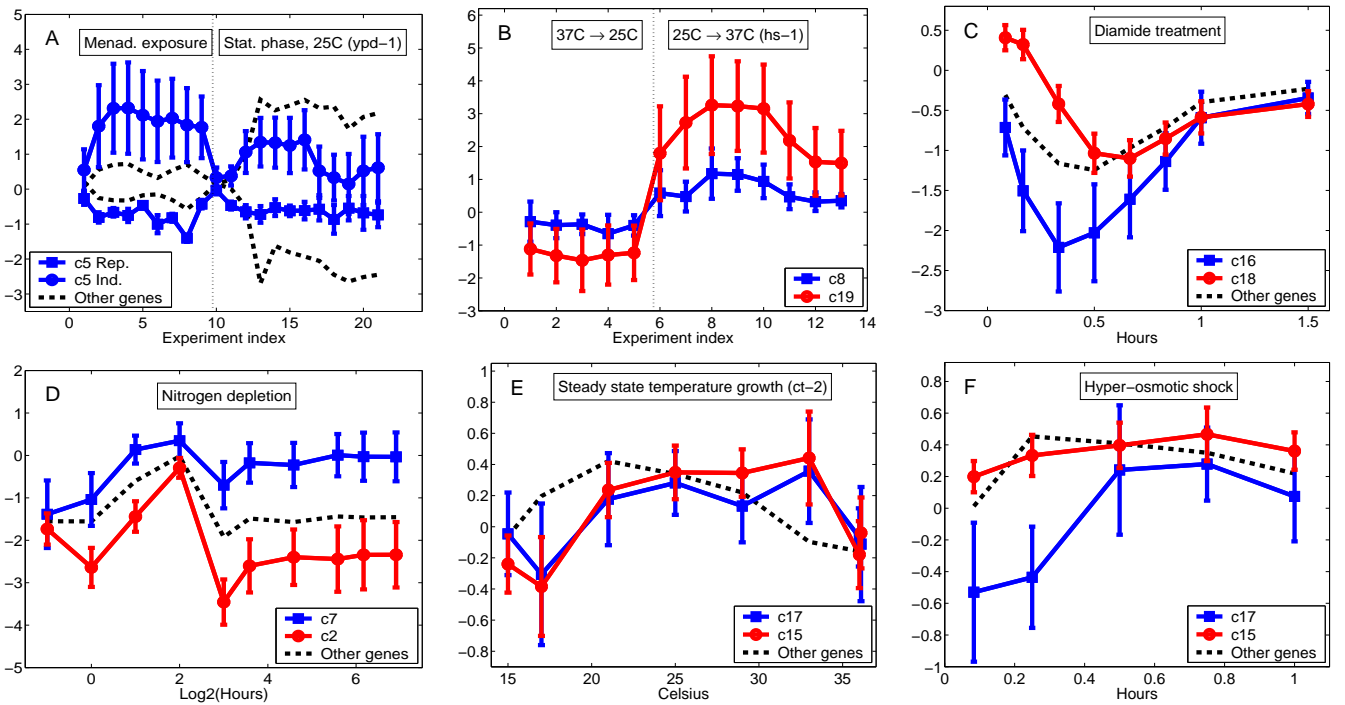 A
Menad. exposure
Stat. phase, 25C (ypd-1)
5
4
3
2
1
0
−1
−2
−3
c5 Rep.
c5 Ind.
Other genes
0 5 10 15 20
Experiment index
B
37C → 25C
25C → 37C (hs-1)
6
5
4
3
2
1
0
−1
−2
−3
c8
c19
0 2 4 6 8 10 12 14
Experiment index
C
Diamide treatment
0.5
0
−0.5
−1
−1.5
−2
−2.5
−3
c16
c18
Other genes
0 0.5 1 1.5
Hours
D
Nitrogen depletion
2
1
0
−1
−2
−3
−4
−5
c7
c2
Other genes
0 2 4 6
Log2(Hours)
E
Steady state temperature growth (ct-2)
0.8
0.6
0.4
0.2
0
−0.2
−0.4
−0.6
−0.8
c17
c15
Other genes
15 20 25 30 35
Celsius
F
Hyper-osmotic shock
0.8
0.6
0.4
0.2
0
−0.2
−0.4
−0.6
−0.8
−1
c17
c15
Other genes
0 0.2 0.4 0.6 0.8 1
Hours